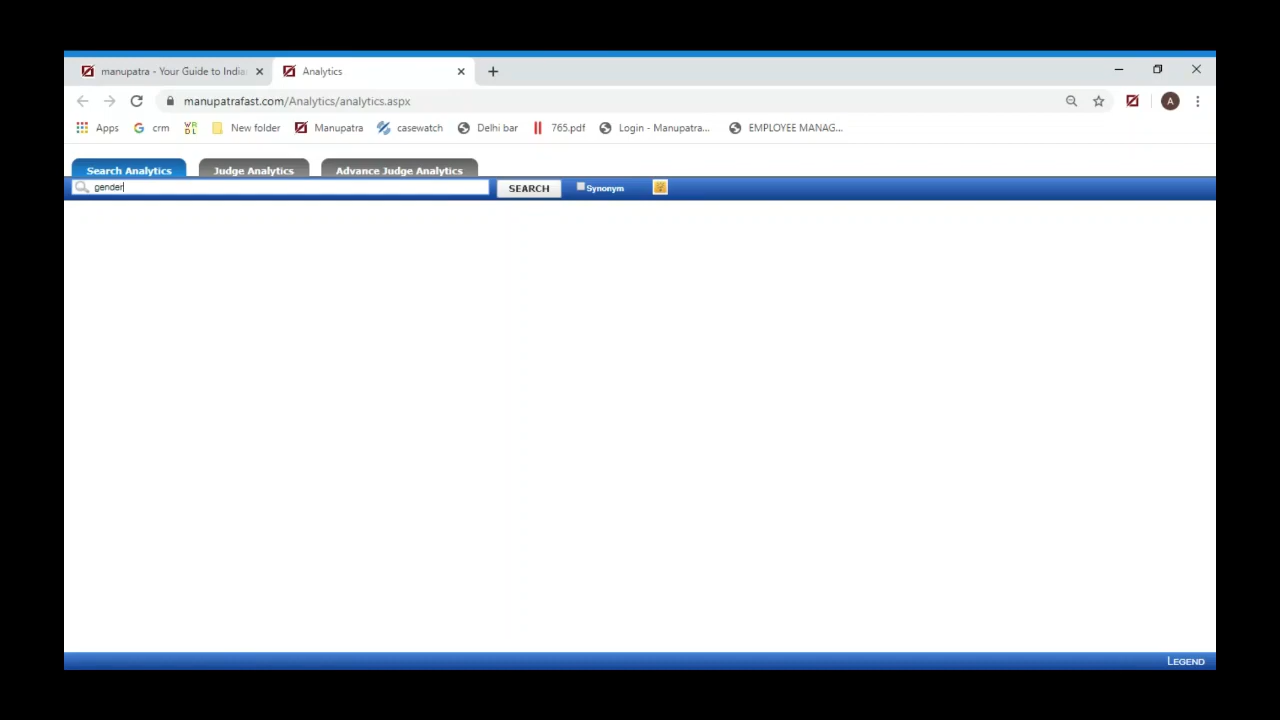 manupatra - Your Guide to India
Analytics
manupatrafast.com/Analytics/analytics.aspx
A
Apps
crm
New folder
Manupatra
casewatch
Delhi bar
765.pdf
Login - Manupatra...
EMPLOYEE MANAG...
Search Analytics
Judge Analytics
Advance Judge Analytics
gender
SEARCH
Synonym
LEGEND